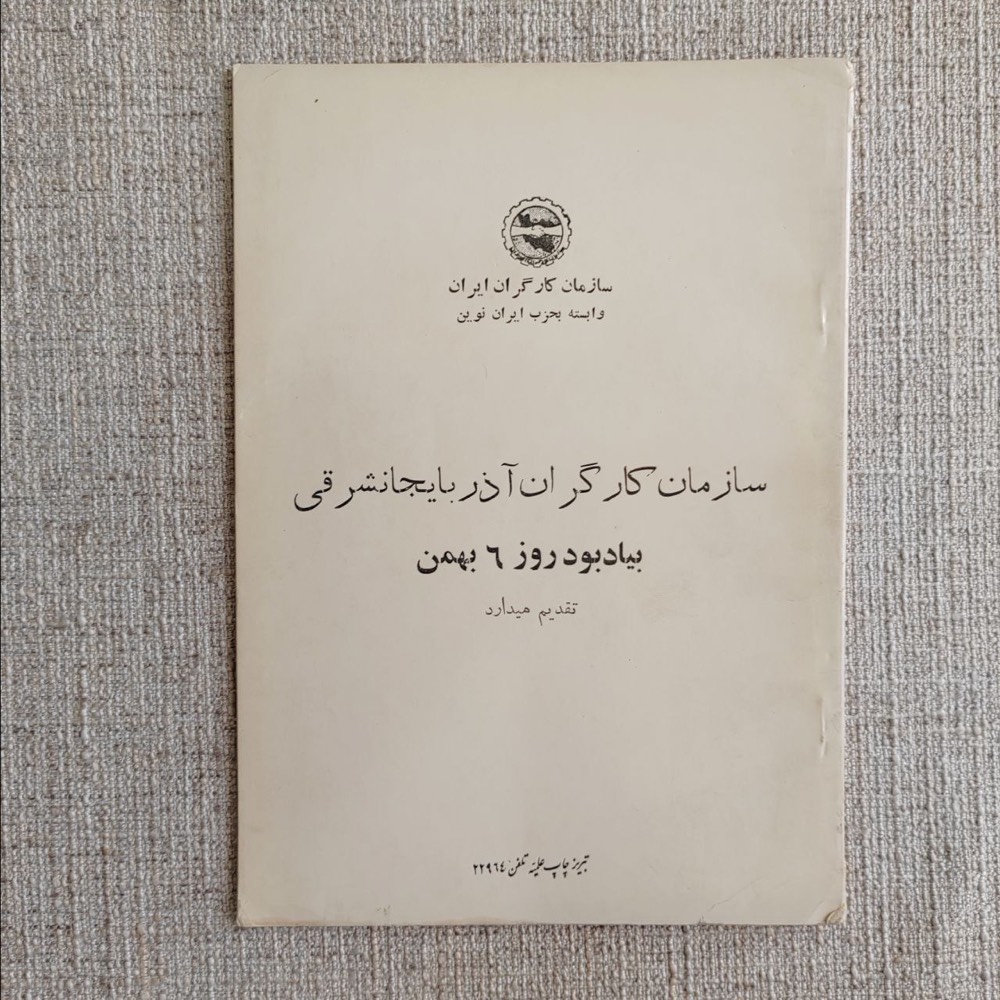 سازمان کارگران ایران
وابسته بحزب ایران نوین
سازمان کارگران آذربایجانشرقی
بیادبود روز ٦ بهمن
تقدیم میدارد
تبریز چاپ علمیه تلفن ٢٢٩٦٤